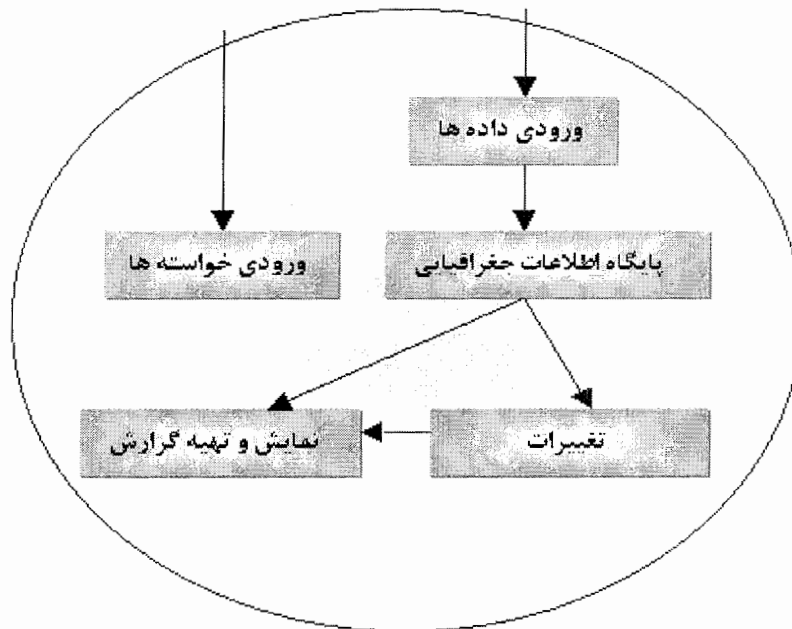 ورودی داده ها
پایگاه اطلاعات جغرافیایی
ورودی خواسته ها
تغییرات
نمایش و تهیه گزارش